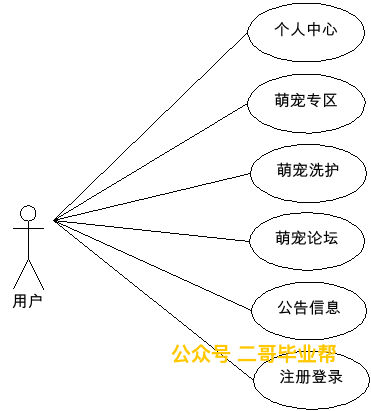 个人中心
萌宠专区
萌宠洗护
萌宠论坛
用户
公告信息
公众号 二哥毕业帮
注册登录